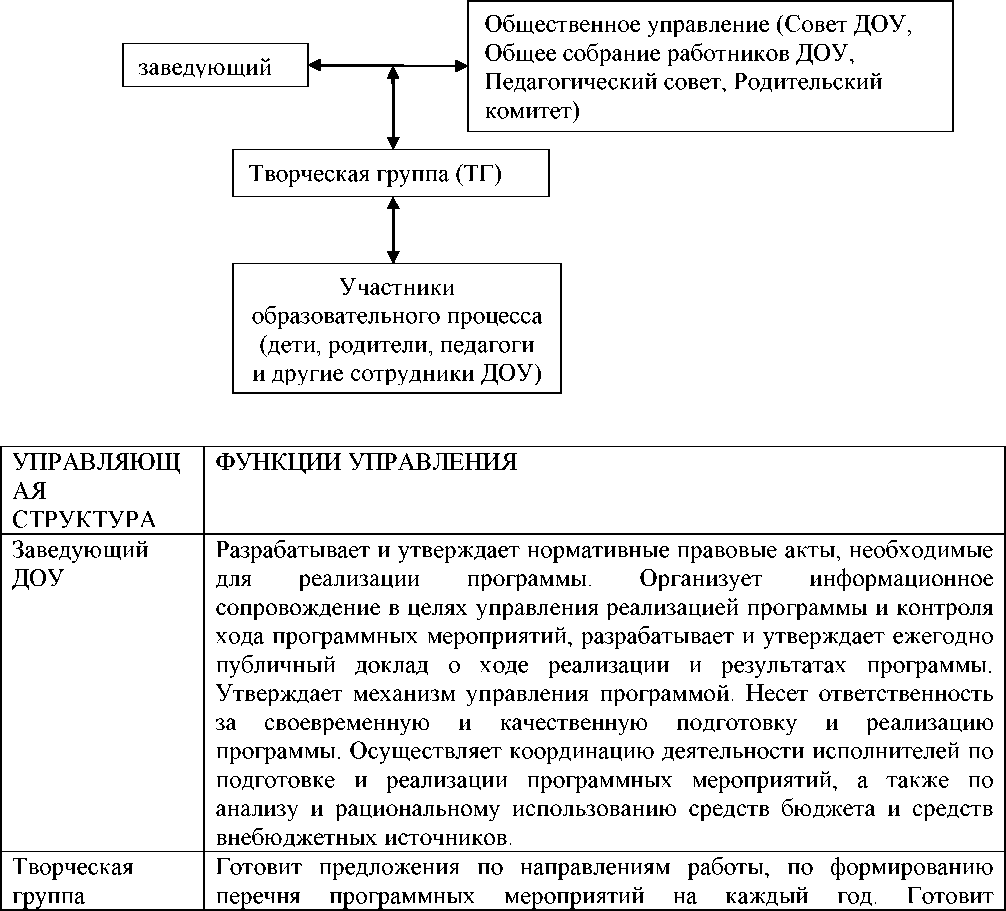 заведующий
Общественное управление (Совет ДОУ,
Общее собрание работников ДОУ,
Педагогический совет, Родительский
комитет)
Творческая группа (ТГ)
Участники
образовательного процесса
(дети, родители, педагоги
и другие сотрудники ДОУ)
УПРАВЛЯЮЩ
АЯ
СТРУКТУРА
ФУНКЦИИ УПРАВЛЕНИЯ
Заведующий
ДОУ
Разрабатывает и утверждает нормативные правовые акты, необходимые
для реализации программы. Организует информационное
сопровождение в целях управления реализацией программы и контроля
хода программных мероприятий, разрабатывает и утверждает ежегодно
публичный доклад о ходе реализации и результатах программы.
Утверждает механизм управления программой. Несет ответственность
за своевременную и качественную подготовку и реализацию
программы. Осуществляет координацию деятельности исполнителей по
подготовке и реализации программных мероприятий, а также по
анализу и рациональному использованию средств бюджета и средств
внебюджетных источников.
Творческая
группа
Готовит предложения по направлениям работы, по формированию
перечня программных мероприятий на каждый год. Готовит